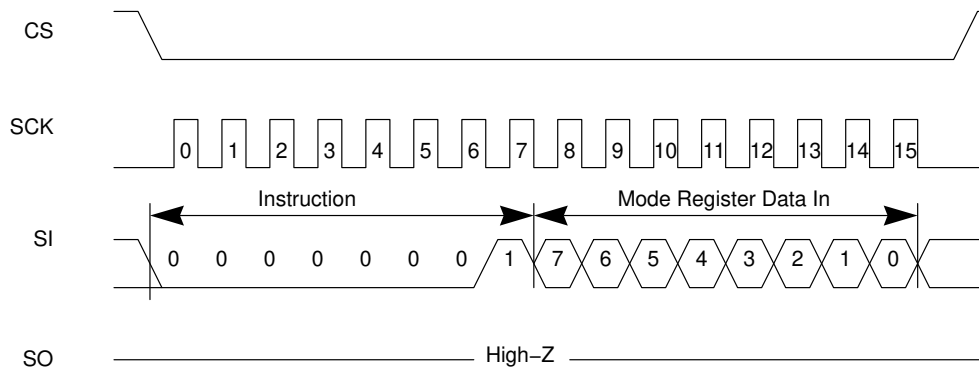 CS
SCK
0 1 2 3 4 5 6 7 8 9 10 11 12 13 14 15
Instruction Mode Register Data In
SI
0 0 0 0 0 0 0 1 7 6 5 4 3 2 1 0
SO High−Z